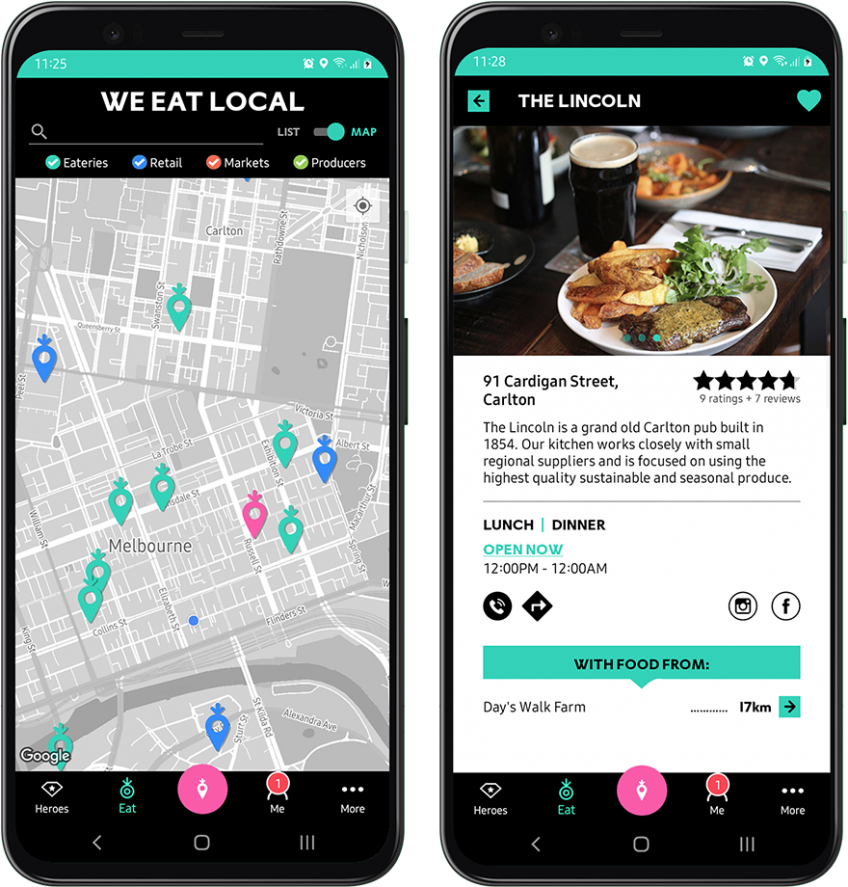 11:25
WE EAT LOCAL
LIST MAP
Eateries Retail Markets Producers
Carlton
Rathdowne St
Nicholson
Swanston St
Queensberry St
Peel St
Victoria St
Albert St
La Trobe St
Exhibition St
Macarthur St
William St
Melbourne
Russell St
Spring St
Elizabeth St
Flinders St
Collins St
King St
St Kilda Rd
Alexandra Ave
Sturt St
Google
Heroes Eat Me More
1
11:28
THE LINCOLN
91 Cardigan Street,
Carlton
9 ratings + 7 reviews
The Lincoln is a grand old Carlton pub built in
1854. Our kitchen works closely with small
regional suppliers and is focused on using the
highest quality sustainable and seasonal produce.
LUNCH | DINNER
OPEN NOW
12:00PM - 12:00AM
WITH FOOD FROM:
Day's Walk Farm ............ 17km
1
Heroes Eat Me More